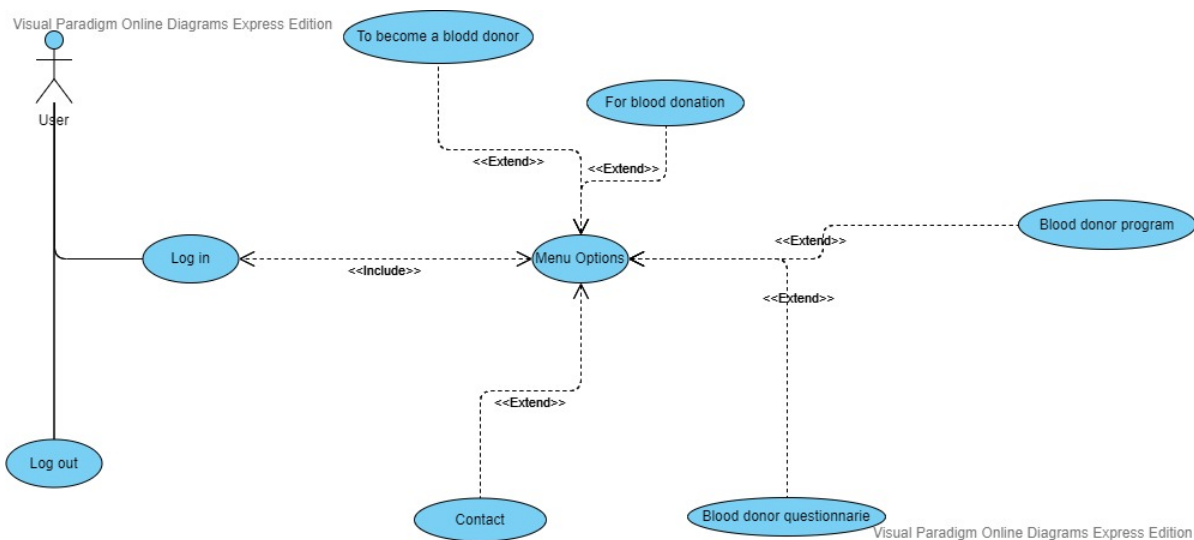 Visual Paradigm Online Diagrams Express Edition
To become a blodd donor
For blood donation
User
<<Extend>>
<<Extend>>
Blood donor program
<<Extend>>
Log in
Menu Options
<<Include>>
<<Extend>>
<<Extend>>
Log out
Contact
Blood donor questionnarie
Visual Paradigm Online Diagrams Express Edition